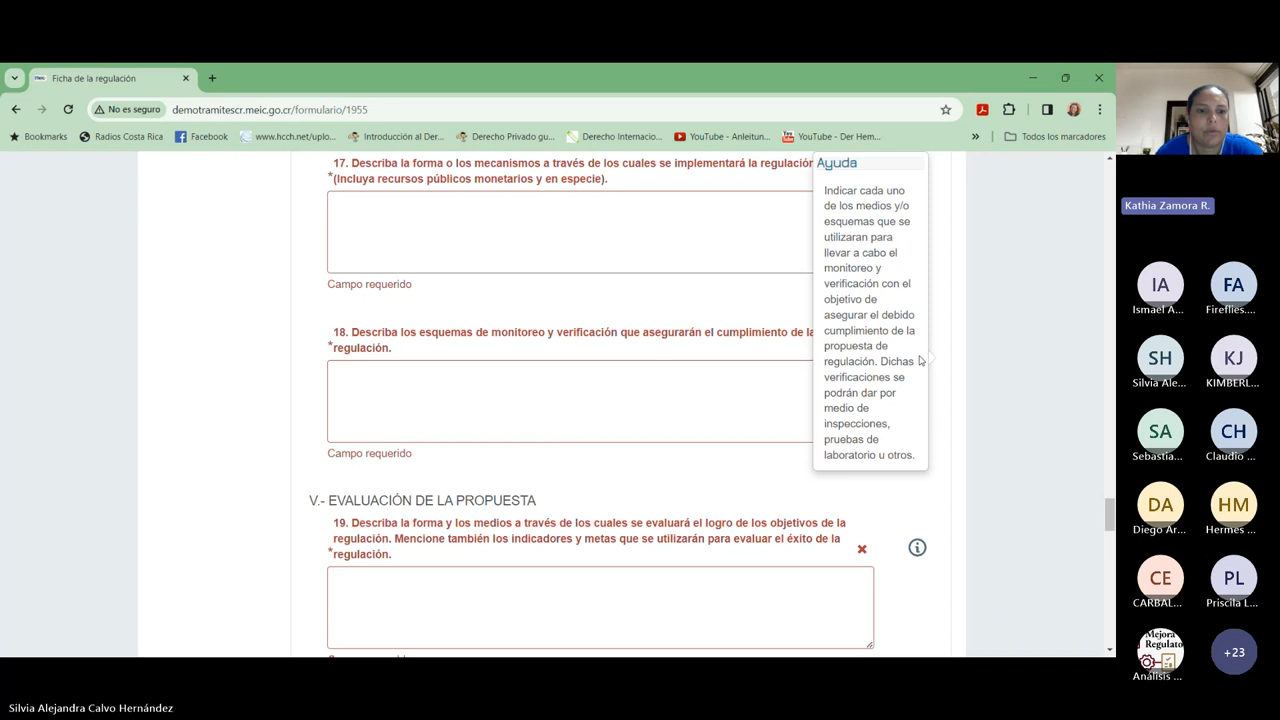 Ficha de la regulación
No es seguro
demotramitescr.meic.go.cr/formulario/1955
Bookmarks
Radios Costa Rica
Facebook
www.hcch.net/uplo...
Introducción al Der...
Derecho Privado gu...
Derecho Internacio...
YouTube - Anleitun...
YouTube - Der Hem...
»
Todos los marcadores
17. Describa la forma o los mecanismos a través de los cuales se implementará la regulación
*(Incluya recursos públicos monetarios y en especie).
Campo requerido
18. Describa los esquemas de monitoreo y verificación que asegurarán el cumplimiento de la
*regulación.
Campo requerido
Ayuda
Indicar cada uno
de los medios y/o
esquemas que se
utilizaran para
llevar a cabo el
monitoreo y
verificación con el
objetivo de
asegurar el debido
cumplimiento de la
propuesta de
regulación. Dichas
verificaciones se
podrán dar por
medio de
inspecciones,
pruebas de
laboratorio u otros.
V.- EVALUACIÓN DE LA PROPUESTA
19. Describa la forma y los medios a través de los cuales se evaluará el logro de los objetivos de la
regulación. Mencione también los indicadores y metas que se utilizarán para evaluar el éxito de la
*regulación.
Kathia Zamora R.
IA
Ismael A...
FA
Fireflies....
SH
Silvia Ale...
KJ
KIMBERL...
SA
Sebastia...
CH
Claudio ...
DA
Diego Ar...
HM
Hermes ...
CE
CARBAL...
PL
Priscila L...
Mejora
Regulato
Análisis ...
+23
Silvia Alejandra Calvo Hernández